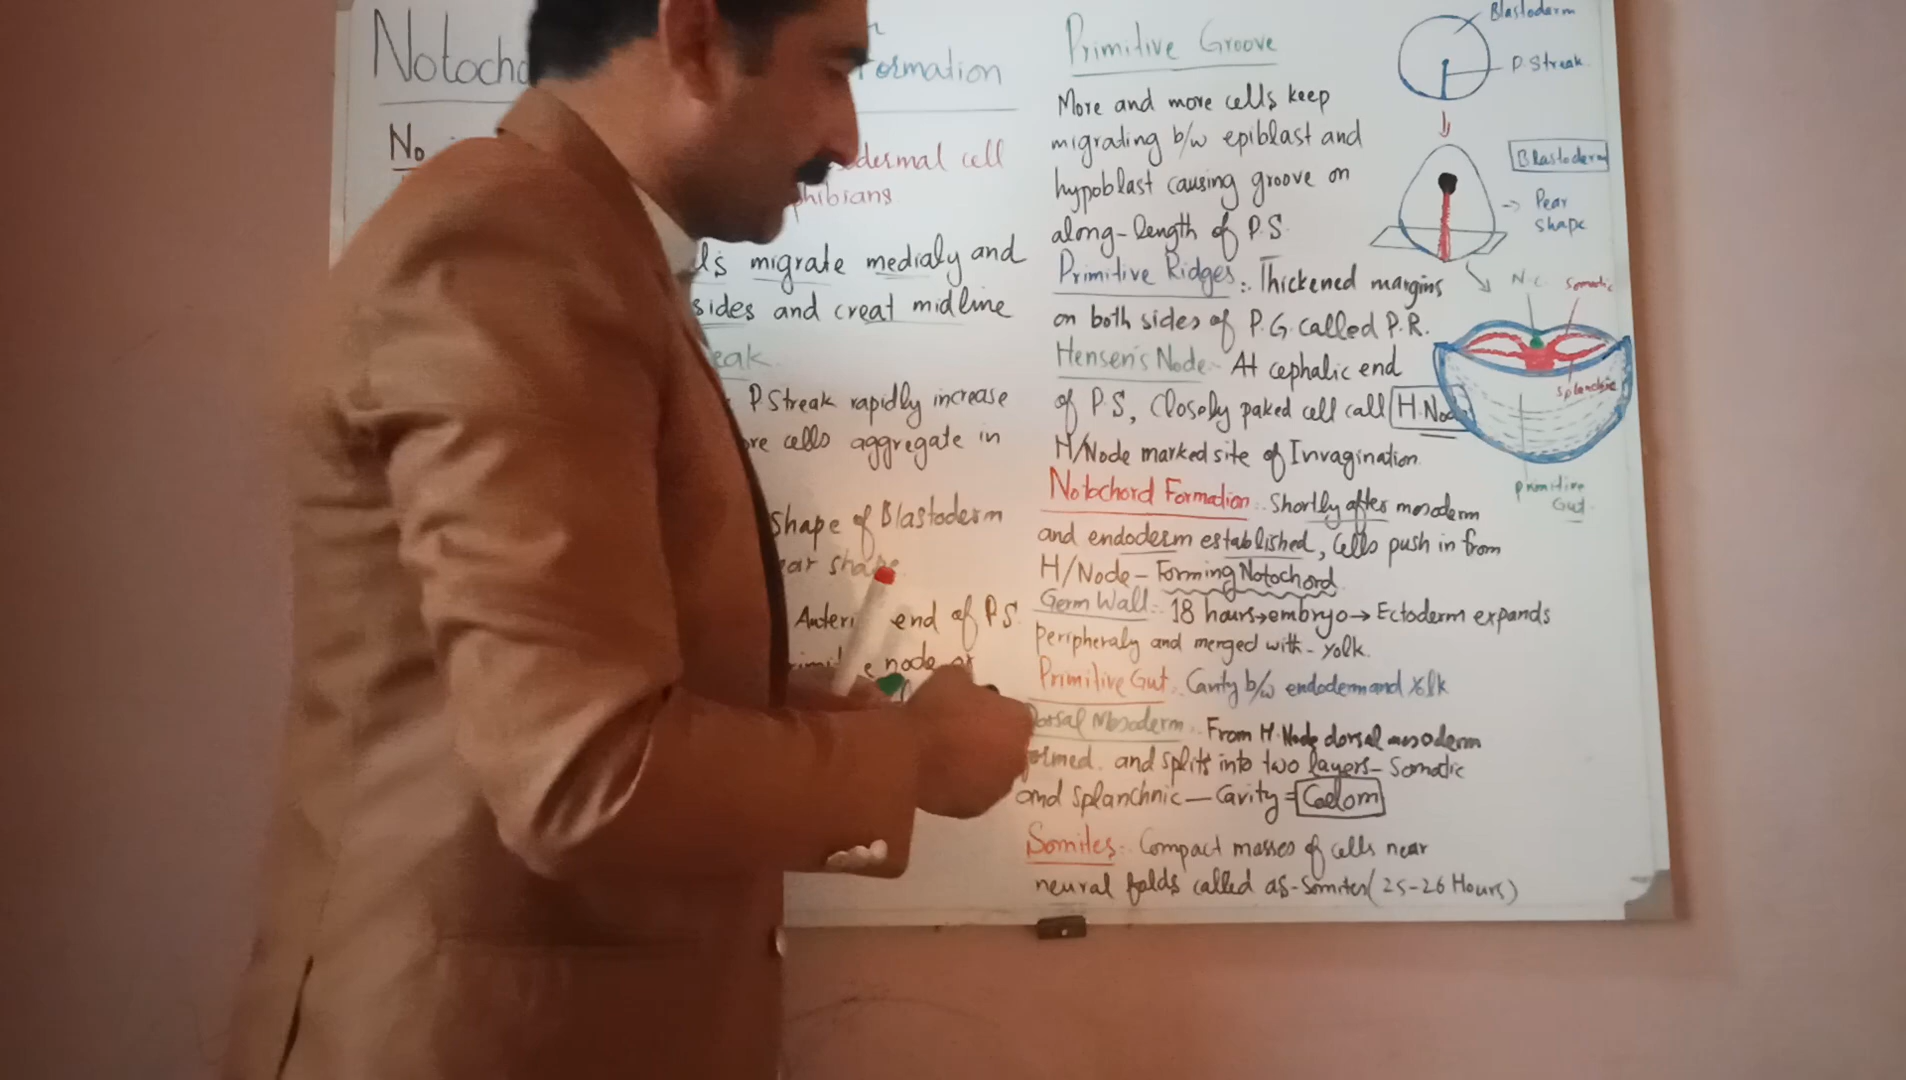 Notocho
Formation
No
dermal cell
phibians
migrate medialy and
sides and creat midline
eak
P Streak rapidly increase
re cells aggregate in
Shape of Blastoderm
ar shape
Anteri end of P.S.
node or
Primitive Groove
More and more cells keep
migrating b/w epiblast and
hypoblast causing groove on
along-length of P.S.
Primitive Ridges:. Thickened margins
on both sides of P.G. called P.R.
Hensen's Node:- At cephalic end
of P.S, Closely paked cell call H.Node
H/Node marked site of Invagination.
Notochord Formation:. Shortly after mesoderm
and endoderm established, Cells push in from
H/Node - Forming Notochord
Germ Wall:. 18 hours→embryo→ Ectoderm expands
Peripheraly and merged with - yolk.
Primitive Gut:. Cavity b/w endoderm and Yolk
Dorsal Mesoderm:. From H.Node dorsal mesoderm
formed. and splits into two layers - Somatic
and splanchnic — Cavity = Coelom
Somites:. Compact masses of cells near
neural folds called as - Somites (25-26 Hours)
Blastoderm
P.Streak
Blastoderm
Pear
shape
N.C.
Somatic
Splanchnic
Primitive
Gut